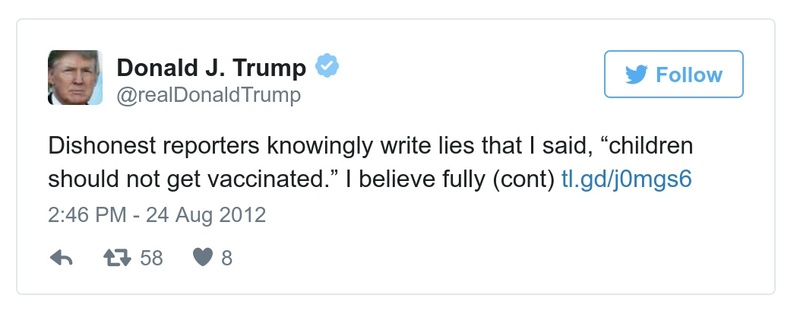 Donald J. Trump
@realDonaldTrump
Follow
Dishonest reporters knowingly write lies that I said, “children
should not get vaccinated.” I believe fully (cont) tl.gd/j0mgs6
2:46 PM - 24 Aug 2012
58 8